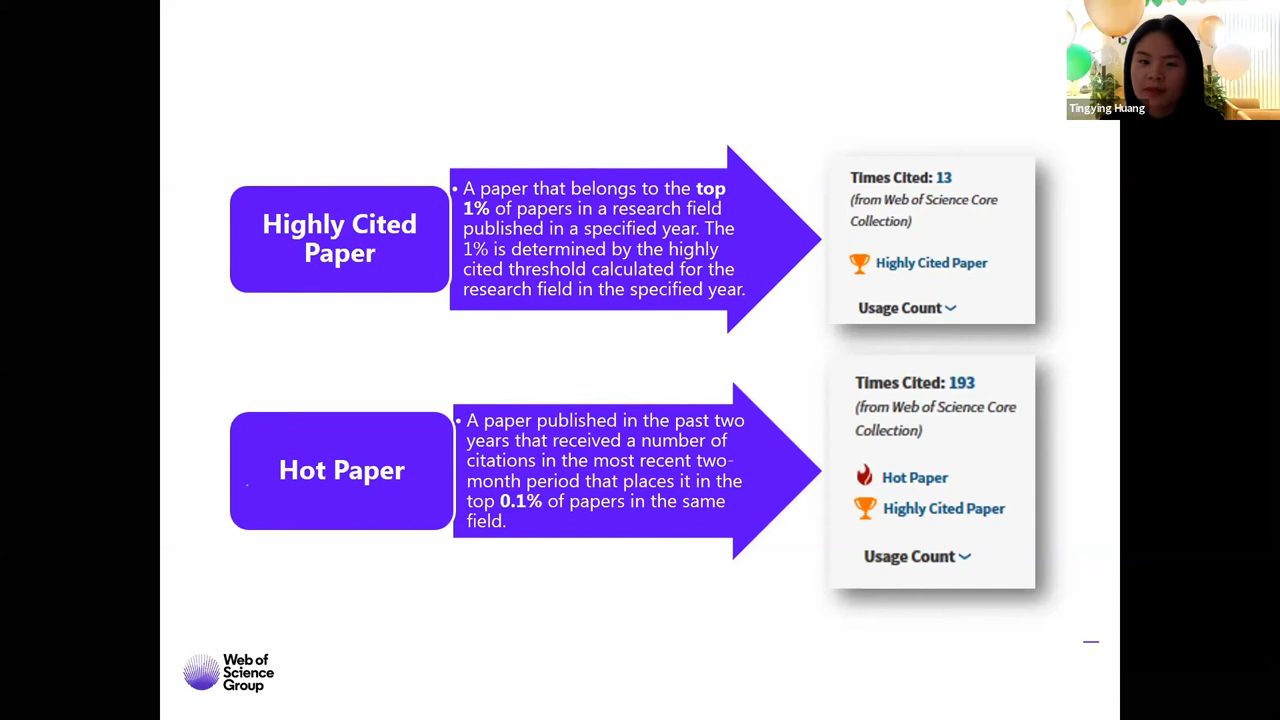 Tingying Huang
Highly Cited
Paper
• A paper that belongs to the top
1% of papers in a research field
published in a specified year. The
1% is determined by the highly
cited threshold calculated for the
research field in the specified year.
Times Cited: 13
(from Web of Science Core
Collection)
Highly Cited Paper
Usage Count
Hot Paper
• A paper published in the past two
years that received a number of
citations in the most recent two-
month period that places it in the
top 0.1% of papers in the same
field.
Times Cited: 193
(from Web of Science Core
Collection)
Hot Paper
Highly Cited Paper
Usage Count
Web of
Science
Group